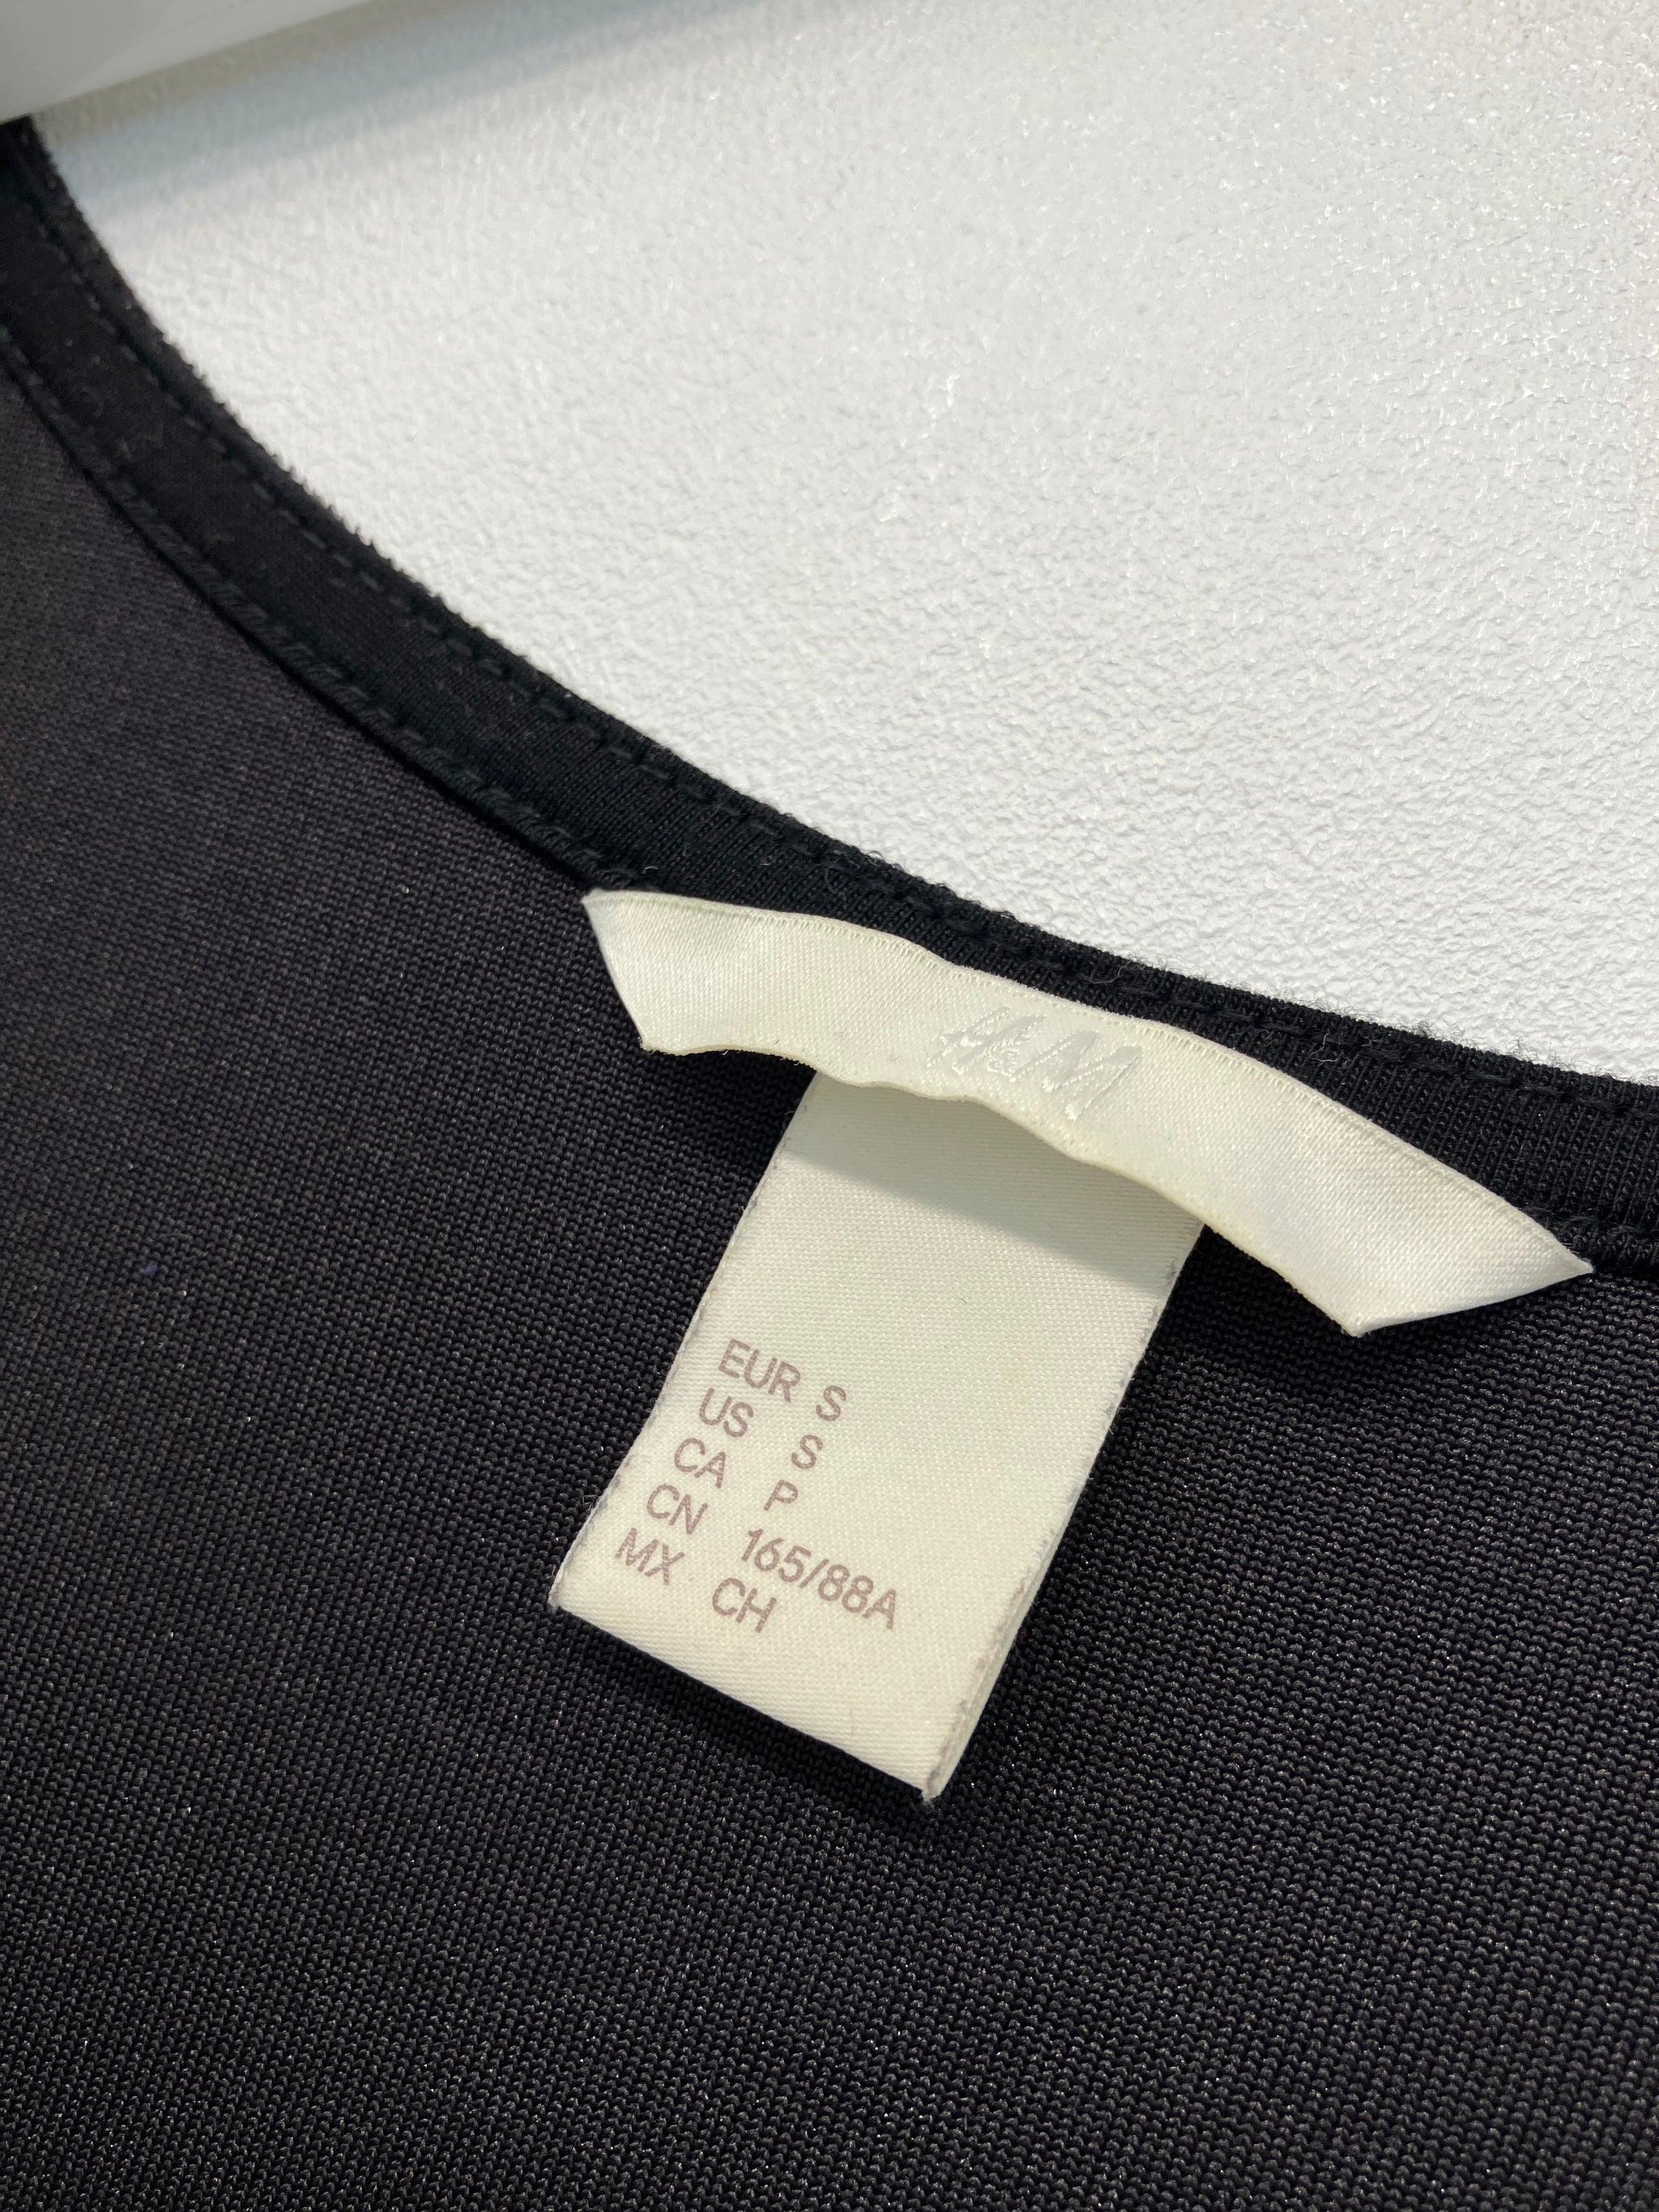 H&M
EUR S
US S
CA P
CN 165/88A
MX CH